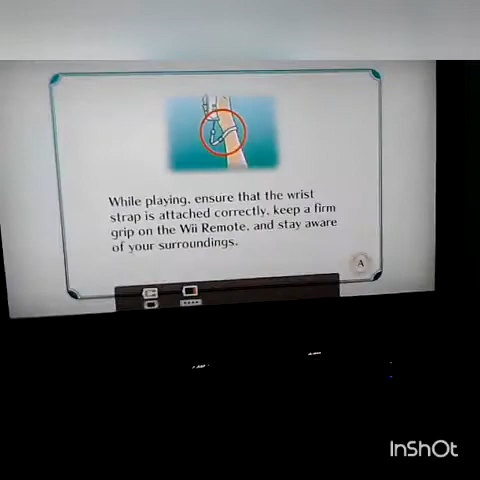 While playing, ensure that the wrist
strap is attached correctly, keep a firm
grip on the Wii Remote, and stay aware
of your surroundings.
A
InShOt